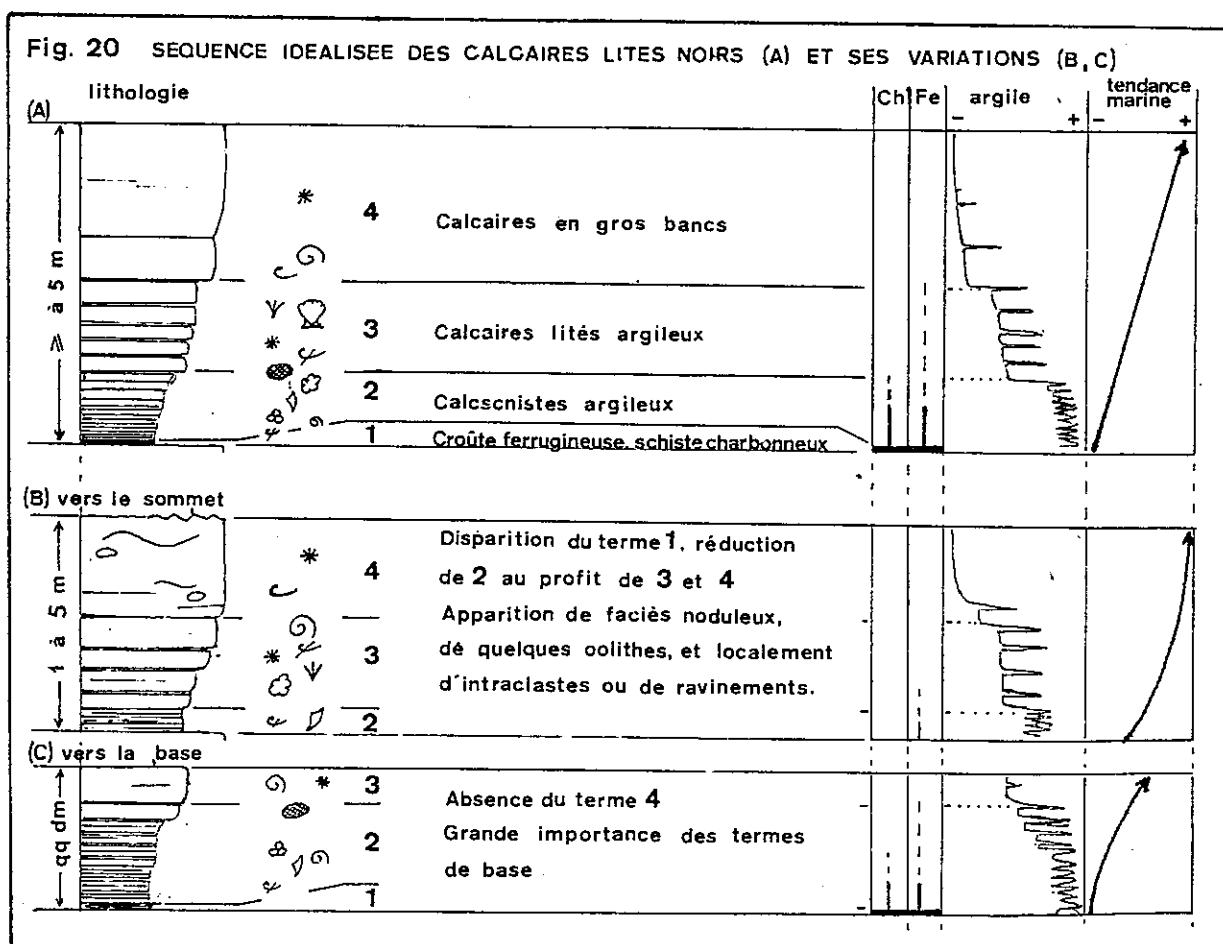 Fig. 20 SEQUENCE IDEALISEE DES CALCAIRES LITES NOIRS (A) ET SES VARIATIONS (B, C)
lithologie Ch Fe argile tendance marine
(A) - + - +
⩾ à 5 m
4 Calcaires en gros bancs
3 Calcaires lités argileux
2 Calcscnistes argileux
1 Croûte ferrugineuse, schiste charbonneux
(B) vers le sommet
1 à 5 m
4 Disparition du terme 1, réduction
de 2 au profit de 3 et 4
Apparition de faciès noduleux,
3 de quelques oolithes, et localement
d'intraclastes ou de ravinements.
2
(C) vers la base
qq dm
3 Absence du terme 4
2 Grande importance des termes
de base
1